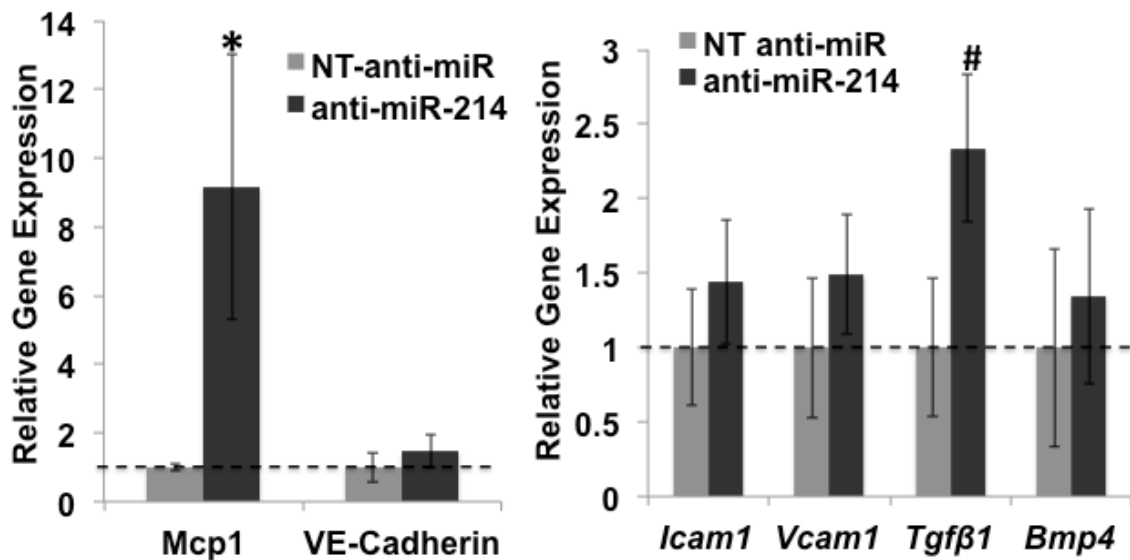 Relative Gene Expression
14
12
10
8
6
4
2
0
*
NT-anti-miR
anti-miR-214
Mcp1 VE-Cadherin
Relative Gene Expression
3
2.5
2
1.5
1
0.5
0
NT anti-miR
anti-miR-214
#
Icam1 Vcam1 Tgfβ1 Bmp4